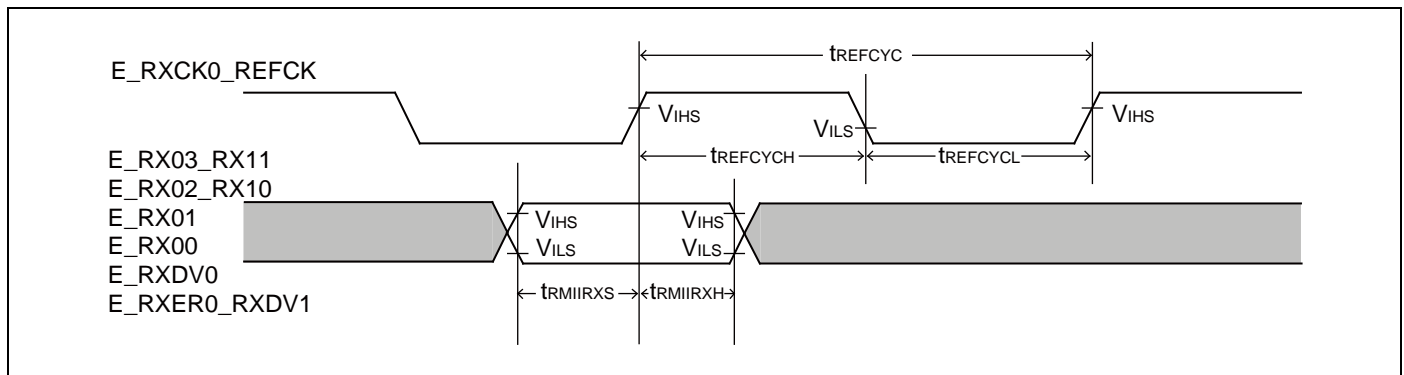 tREFCYC
E_RXCK0_REFCK
VIHS
VILS
VIHS
tREFCYCH
tREFCYCL
E_RX03_RX11
E_RX02_RX10
E_RX01
E_RX00
E_RXDV0
E_RXER0_RXDV1
VIHS
VIHS
VILS
VILS
tRMIIRXS
tRMIIRXH